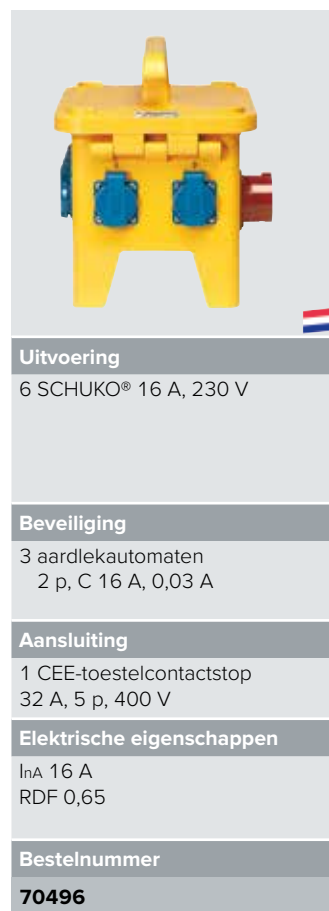 Uitvoering
6 SCHUKO® 16 A, 230 V
Beveiliging
3 aardlekautomaten
2 p, C 16 A, 0,03 A
Aansluiting
1 CEE-toestelcontactstop
32 A, 5 p, 400 V
Elektrische eigenschappen
InA 16 A
RDF 0,65
Bestelnummer
70496